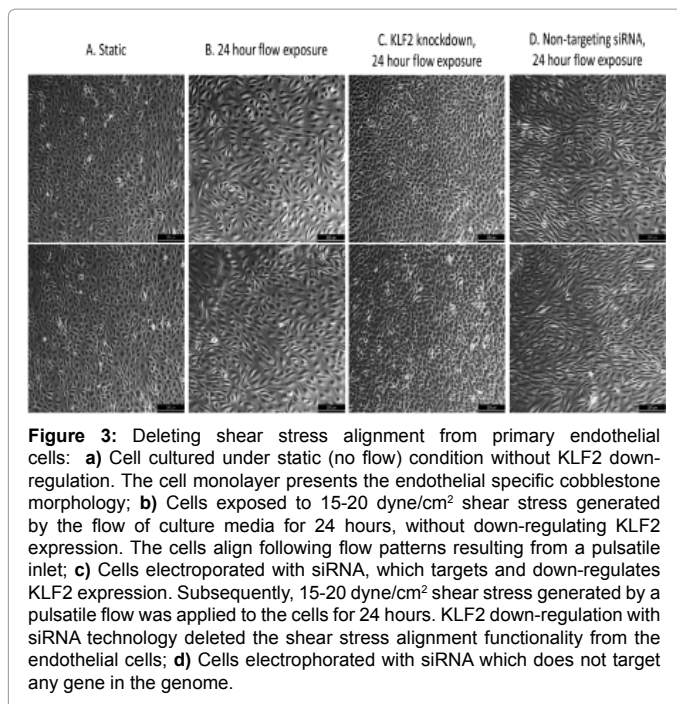 A. Static
B. 24 hour flow exposure
C. KLF2 knockdown,
24 hour flow exposure
D. Non-targeting siRNA,
24 hour flow exposure
Figure 3: Deleting shear stress alignment from primary endothelial
cells: a) Cell cultured under static (no flow) condition without KLF2 down-
regulation. The cell monolayer presents the endothelial specific cobblestone
morphology; b) Cells exposed to 15-20 dyne/cm² shear stress generated
by the flow of culture media for 24 hours, without down-regulating KLF2
expression. The cells align following flow patterns resulting from a pulsatile
inlet; c) Cells electroporated with siRNA, which targets and down-regulates
KLF2 expression. Subsequently, 15-20 dyne/cm² shear stress generated by a
pulsatile flow was applied to the cells for 24 hours. KLF2 down-regulation with
siRNA technology deleted the shear stress alignment functionality from the
endothelial cells; d) Cells electrophorated with siRNA which does not target
any gene in the genome.